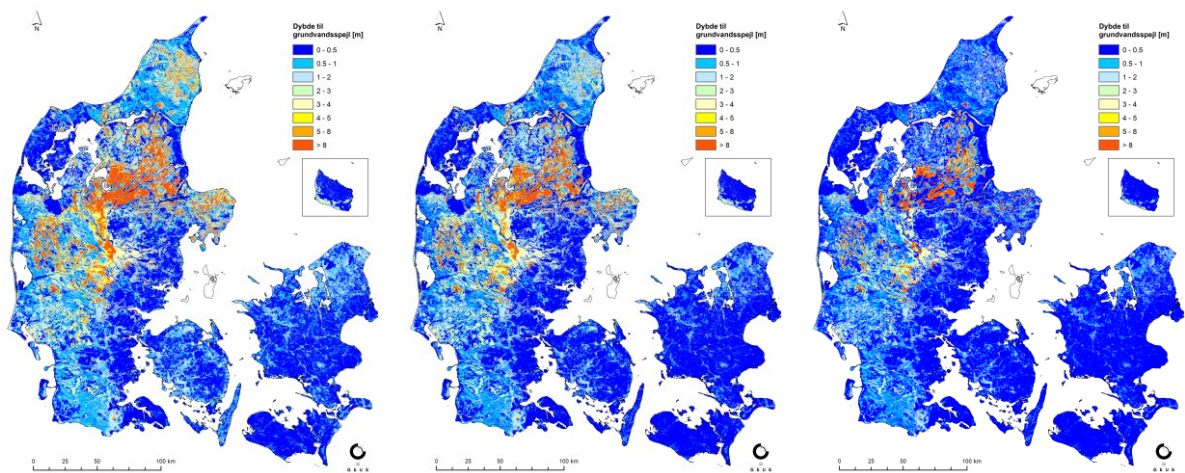 N
Dybde til
grundvandsspejl [m]
0 - 0.5
0.5 - 1
1 - 2
2 - 3
3 - 4
4 - 5
5 - 8
> 8
0 25 50 100 km
G E U S
N
Dybde til
grundvandsspejl [m]
0 - 0.5
0.5 - 1
1 - 2
2 - 3
3 - 4
4 - 5
5 - 8
> 8
0 25 50 100 km
G E U S
N
Dybde til
grundvandsspejl [m]
0 - 0.5
0.5 - 1
1 - 2
2 - 3
3 - 4
4 - 5
5 - 8
> 8
0 25 50 100 km
G E U S